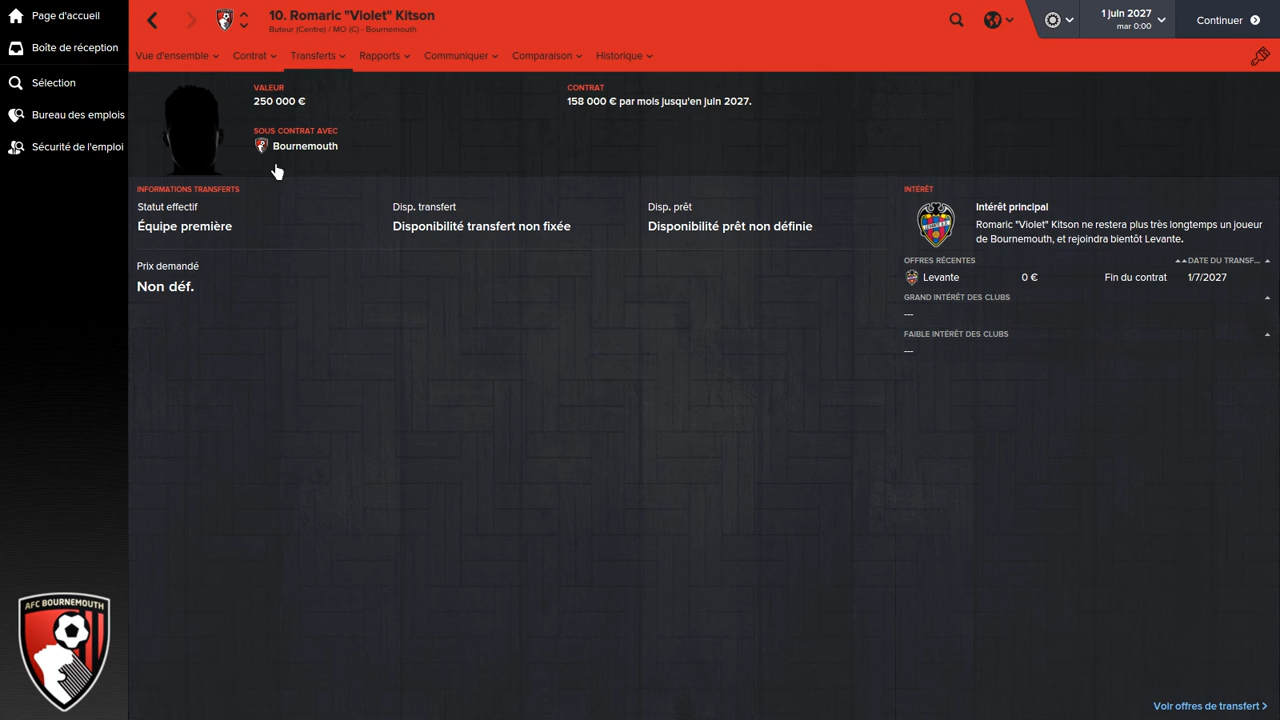 Page d'accueil
Boîte de réception
Sélection
Bureau des emplois
Sécurité de l'emploi
10. Romaric "Violet" Kitson
Buteur (Centre) / MO (C) - Bournemouth
1 juin 2027
mar 0:00
Continuer
Vue d'ensemble
Contrat
Transferts
Rapports
Communiquer
Comparaison
Historique
VALEUR
250 000 €
CONTRAT
158 000 € par mois jusqu'en juin 2027.
SOUS CONTRAT AVEC
Bournemouth
INFORMATIONS TRANSFERTS
Statut effectif
Équipe première
Disp. transfert
Disponibilité transfert non fixée
Disp. prêt
Disponibilité prêt non définie
Prix demandé
Non déf.
INTÉRÊT
Intérêt principal
Romaric "Violet" Kitson ne restera plus très longtemps un joueur
de Bournemouth, et rejoindra bientôt Levante.
OFFRES RÉCENTES
DATE DU TRANSF...
Levante 0 € Fin du contrat 1/7/2027
GRAND INTÉRÊT DES CLUBS
---
FAIBLE INTÉRÊT DES CLUBS
---
AFC BOURNEMOUTH
Voir offres de transfert >